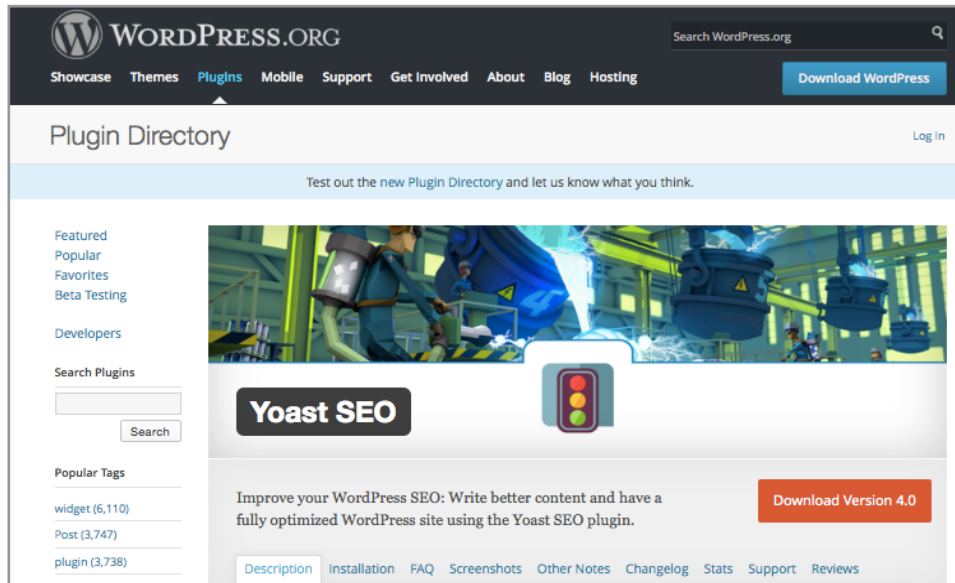 WORDPRESS.ORG
Search WordPress.org
Showcase Themes Plugins Mobile Support Get Involved About Blog Hosting
Download WordPress
Plugin Directory
Log In
Test out the new Plugin Directory and let us know what you think.
Featured
Popular
Favorites
Beta Testing
Developers
Search Plugins
Search
Popular Tags
widget (6,110)
Post (3,747)
plugin (3,738)
4
5
Yoast SEO
Improve your WordPress SEO: Write better content and have a
fully optimized WordPress site using the Yoast SEO plugin.
Download Version 4.0
Description Installation FAQ Screenshots Other Notes Changelog Stats Support Reviews